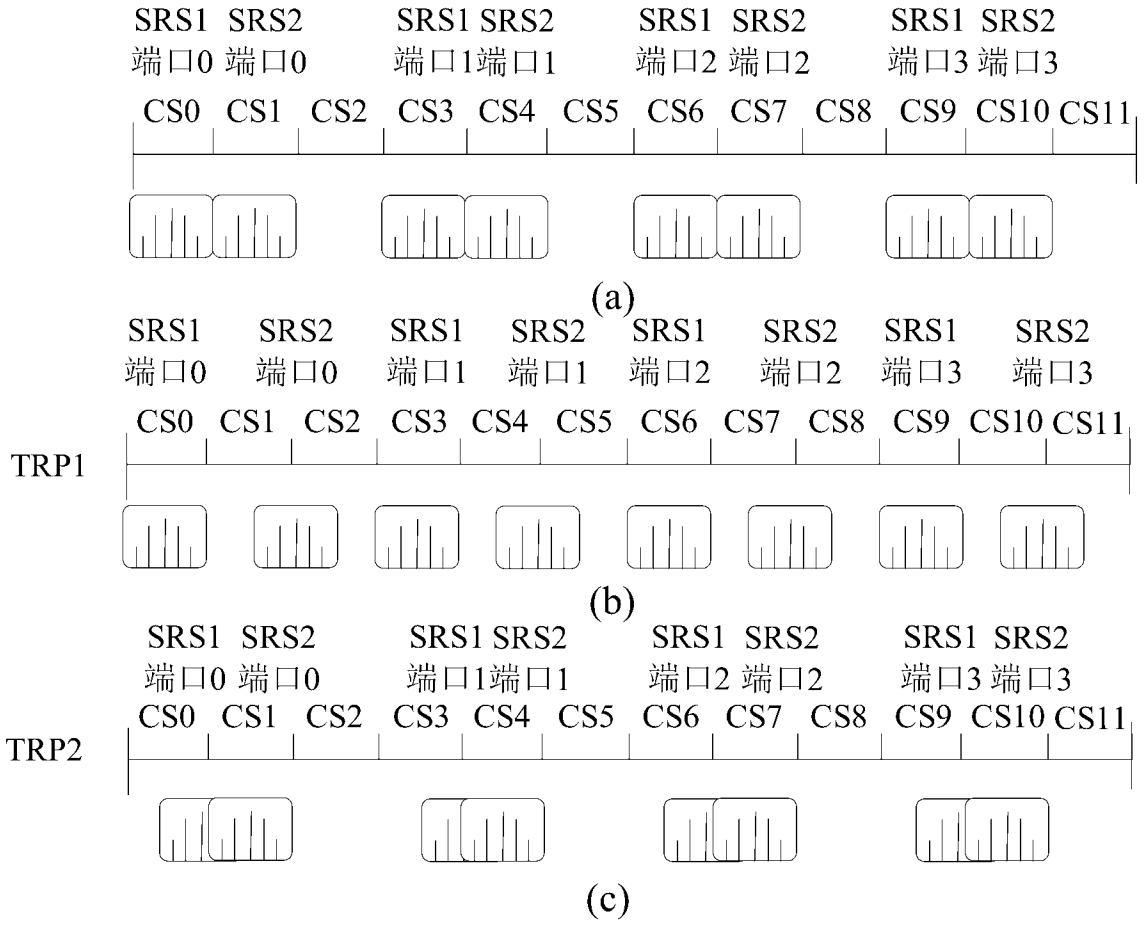 SRS1 SRS2 SRS1 SRS2 SRS1 SRS2 SRS1 SRS2
端口0 端口0 端口1 端口1 端口2 端口2 端口3 端口3
CS0 CS1 CS2 CS3 CS4 CS5 CS6 CS7 CS8 CS9 CS10 CS11
(a)
SRS1 SRS2 SRS1 SRS2 SRS1 SRS2 SRS1 SRS2
端口0 端口0 端口1 端口1 端口2 端口2 端口3 端口3
CS0 CS1 CS2 CS3 CS4 CS5 CS6 CS7 CS8 CS9 CS10 CS11
TRP1
(b)
SRS1 SRS2 SRS1 SRS2 SRS1 SRS2 SRS1 SRS2
端口0 端口0 端口1 端口1 端口2 端口2 端口3 端口3
CS0 CS1 CS2 CS3 CS4 CS5 CS6 CS7 CS8 CS9 CS10 CS11
TRP2
(c)